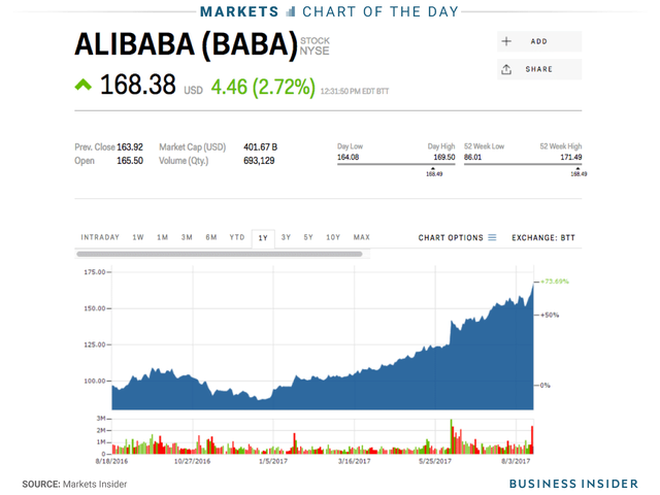 MARKETS CHART OF THE DAY
ALIBABA (BABA) STOCK NYSE
ADD
168.38 USD 4.46 (2.72%) 12:31:50 PM EDT BTT
SHARE
Prev. Close 163.92 Market Cap (USD) 401.67 B Day Low Day High 52 Week Low 52 Week High
Open 165.50 Volume (Qty.) 693,129 164.08 169.50 86.01 171.49
168.49 168.49
INTRADAY 1W 1M 3M 6M YTD 1Y 3Y 5Y 10Y MAX CHART OPTIONS EXCHANGE: BTT
175.00
+73.69%
150.00
+50%
125.00
100.00
0%
3M
2M
1M
0
8/18/2016 10/27/2016 1/5/2017 3/16/2017 5/25/2017 8/3/2017
SOURCE: Markets Insider BUSINESS INSIDER